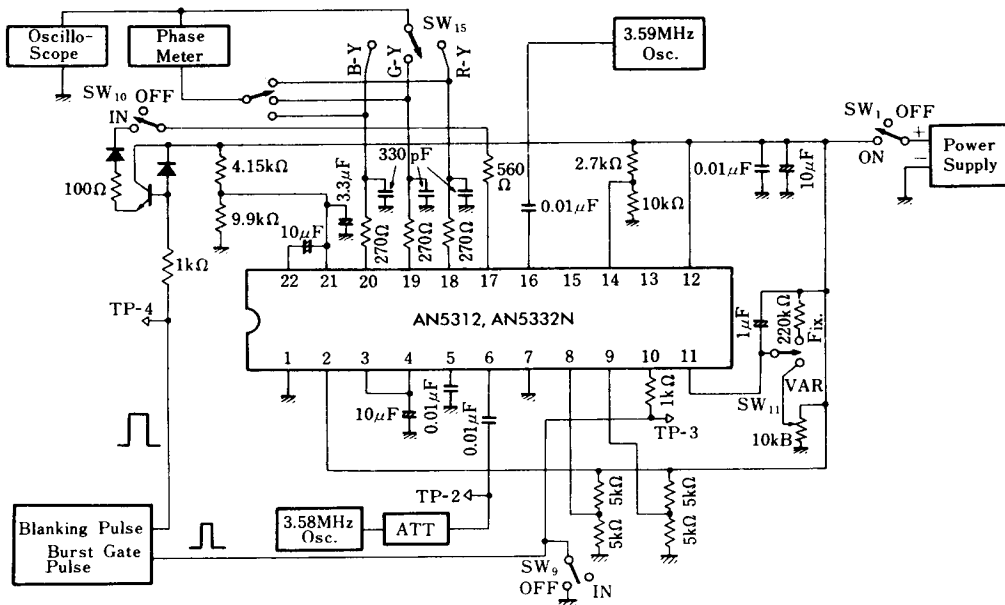 Oscillo-
Scope
Phase
Meter
SW15
B-Y
G-Y
R-Y
3.59MHz
Osc.
SW10 OFF
IN
SW1 OFF
ON
+
−
Power
Supply
100Ω
4.15kΩ
9.9kΩ
3.3μF
330 pF
560
Ω
0.01μF
2.7kΩ
10kΩ
0.01μF
10μF
1kΩ
10μF
270Ω
270Ω
270Ω
22 21 20 19 18 17 16 15 14 13 12
AN5312, AN5332N
1 2 3 4 5 6 7 8 9 10 11
TP-4
1μF
220kΩ
Fix.
VAR
SW11
10kB
10μF
0.01μF
0.01μF
1kΩ
TP-3
TP-2
5kΩ
5kΩ
5kΩ
5kΩ
3.58MHz
Osc.
ATT
Blanking Pulse
Burst Gate
Pulse
SW9
OFF
IN